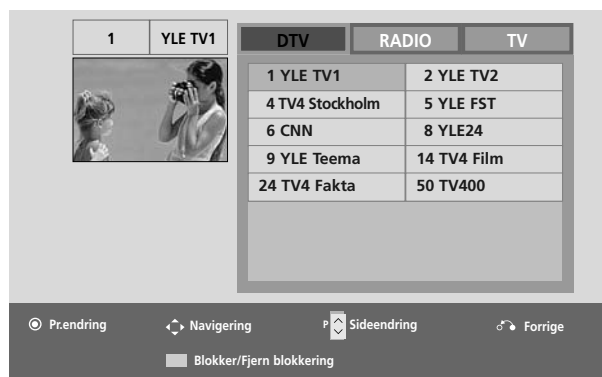 1 YLE TV1
DTV RADIO TV
1 YLE TV1 2 YLE TV2
4 TV4 Stockholm 5 YLE FST
6 CNN 8 YLE24
9 YLE Teema 14 TV4 Film
24 TV4 Fakta 50 TV400
Pr.endring Navigering P Sideendring Forrige
Blokker/Fjern blokkering